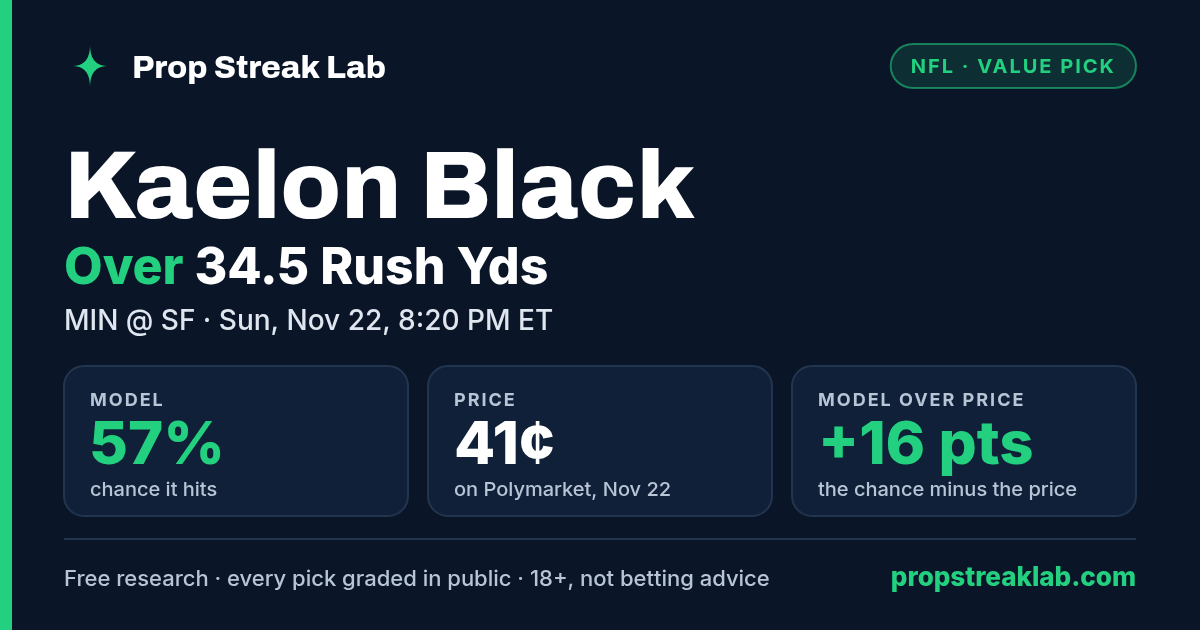 Prop Streak Lab
NFL · VALUE PICK
Kaelon Black
Over 34.5 Rush Yds
MIN @ SF · Sun, Nov 22, 8:20 PM ET
MODEL
57%
chance it hits
PRICE
41¢
on Polymarket, Nov 22
MODEL OVER PRICE
+16 pts
the chance minus the price
Free research · every pick graded in public · 18+, not betting advice
propstreaklab.com